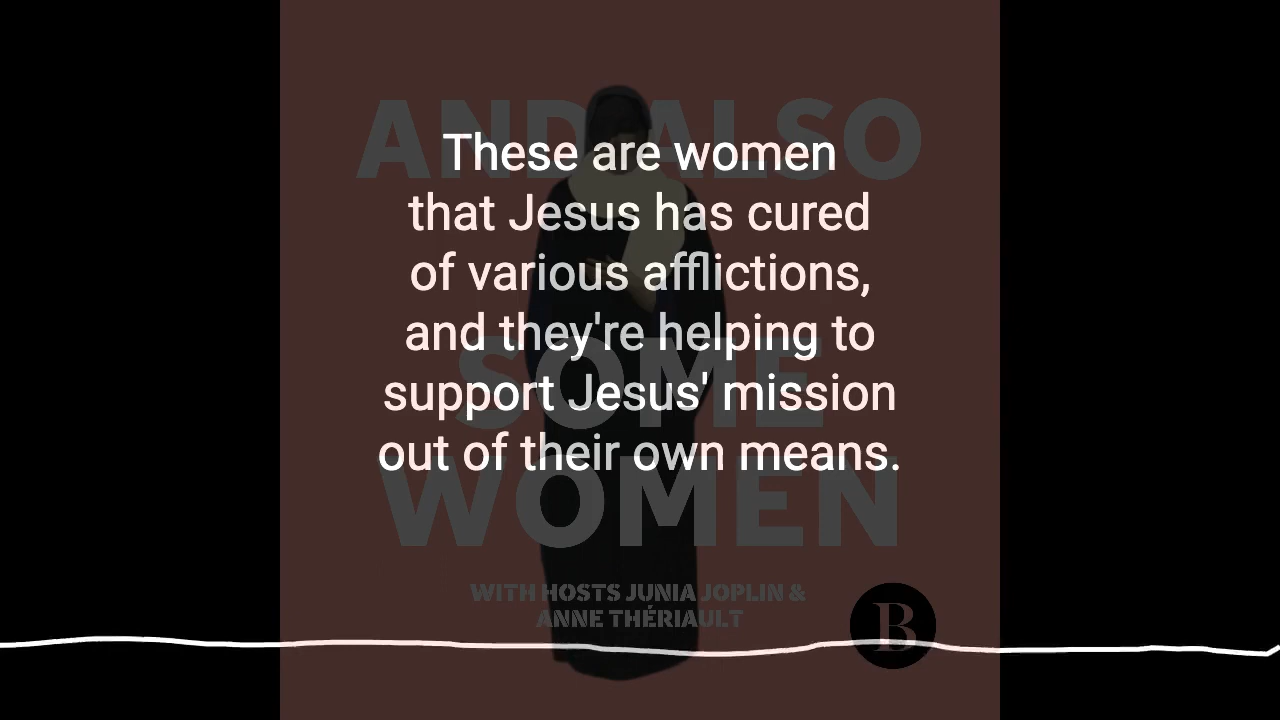 AND ALSO
These are women
that Jesus has cured
of various afflictions,
and they're helping to
SOME
support Jesus' mission
out of their own means.
WOMEN
WITH HOSTS JUNIA JOPLIN &
ANNE THÉRIAULT
B